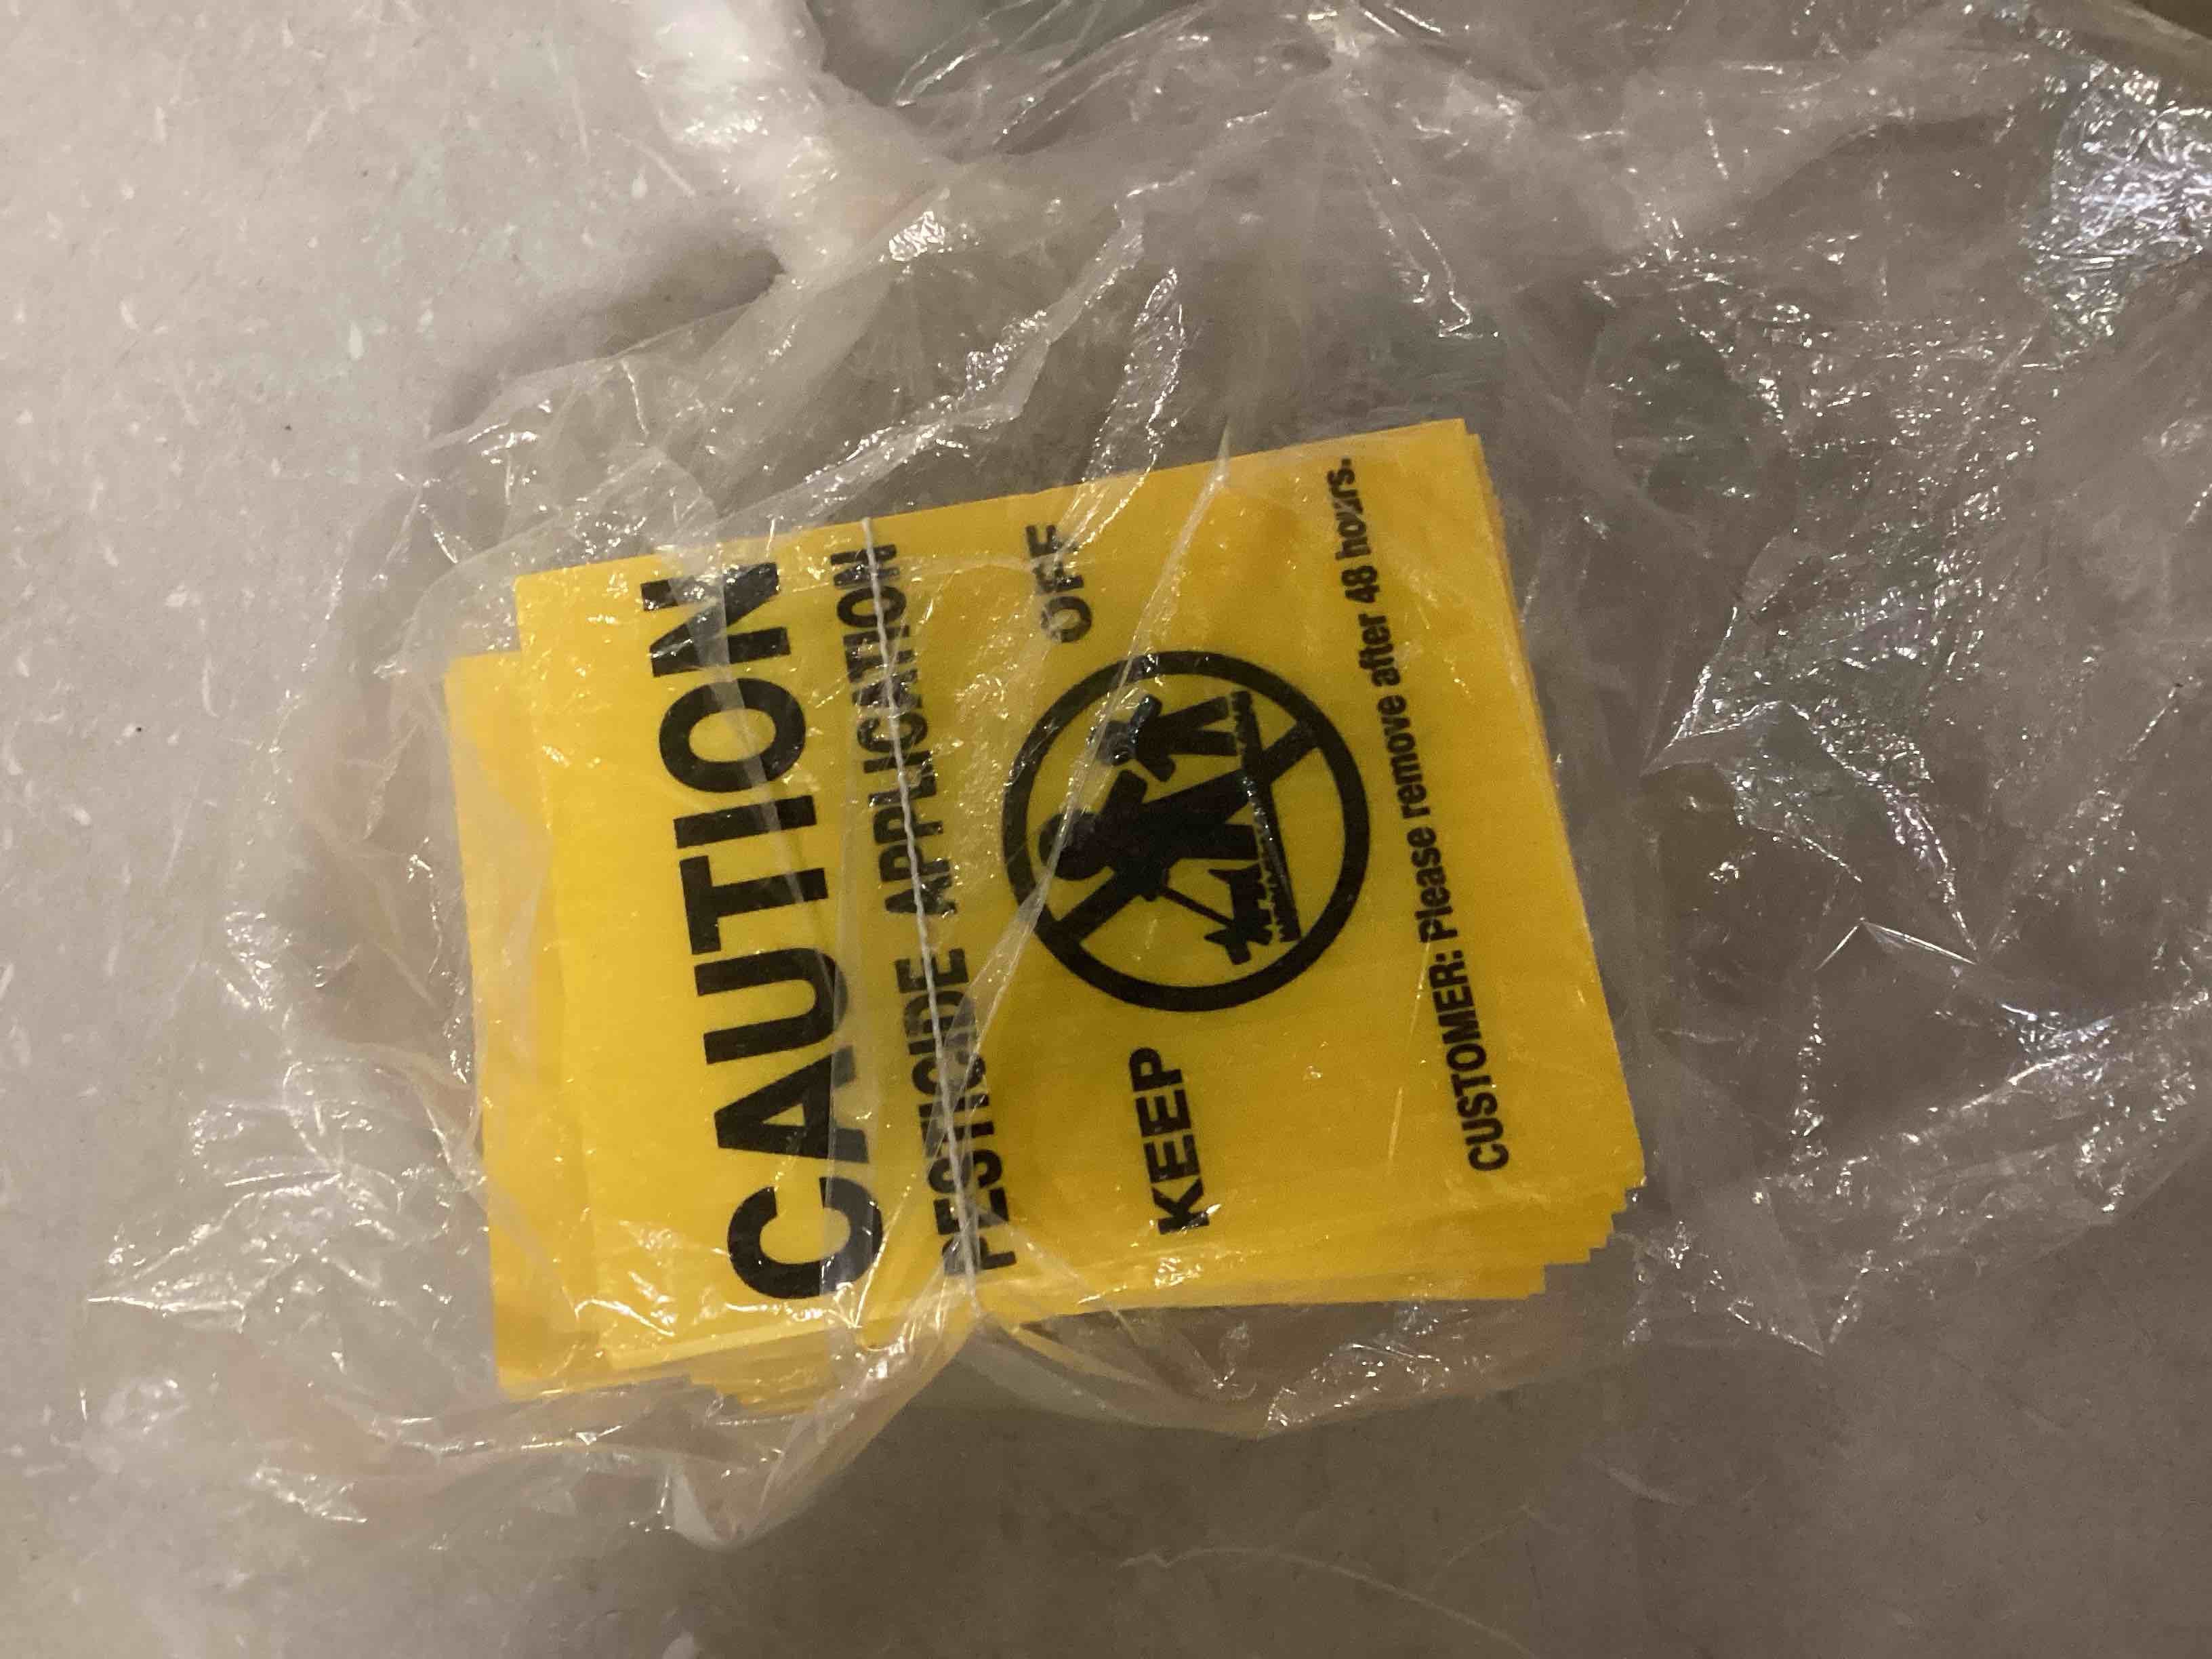 CAUTION
PESTICIDE APPLICATION
KEEP OFF
CUSTOMER: Please remove after 48 hours.